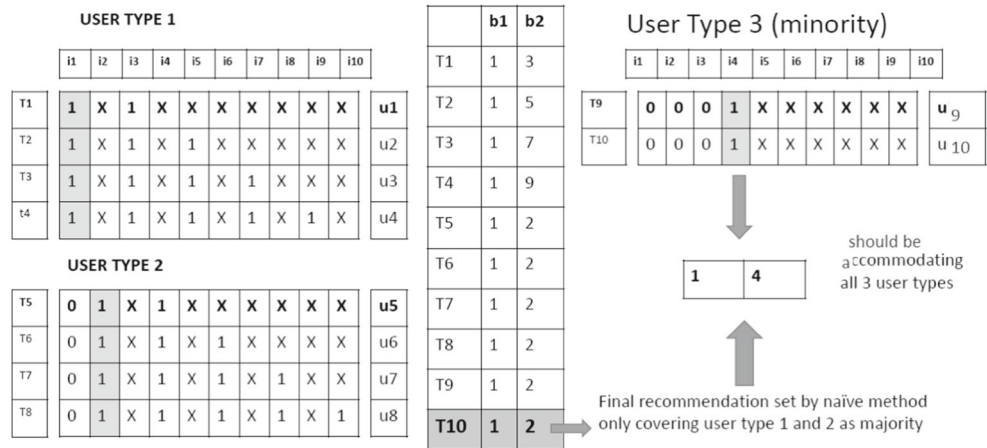 USER TYPE 1
i1 i2 i3 i4 i5 i6 i7 i8 i9 i10
T1 1 X 1 X X X X X X X u1
T2 1 X 1 X 1 X X X X X u2
T3 1 X 1 X 1 X 1 X X X u3
t4 1 X 1 X 1 X 1 X 1 X u4
USER TYPE 2
T5 0 1 X 1 X X X X X X u5
T6 0 1 X 1 X 1 X X X X u6
T7 0 1 X 1 X 1 X 1 X X u7
T8 0 1 X 1 X 1 X 1 X 1 u8
b1 b2
T1 1 3
T2 1 5
T3 1 7
T4 1 9
T5 1 2
T6 1 2
T7 1 2
T8 1 2
T9 1 2
T10 1 2
User Type 3 (minority)
i1 i2 i3 i4 i5 i6 i7 i8 i9 i10
T9 0 0 0 1 X X X X X X u 9
T10 0 0 0 1 X X X X X X u 10
1 4
should be
accommodating
all 3 user types
Final recommendation set by naïve method
only covering user type 1 and 2 as majority